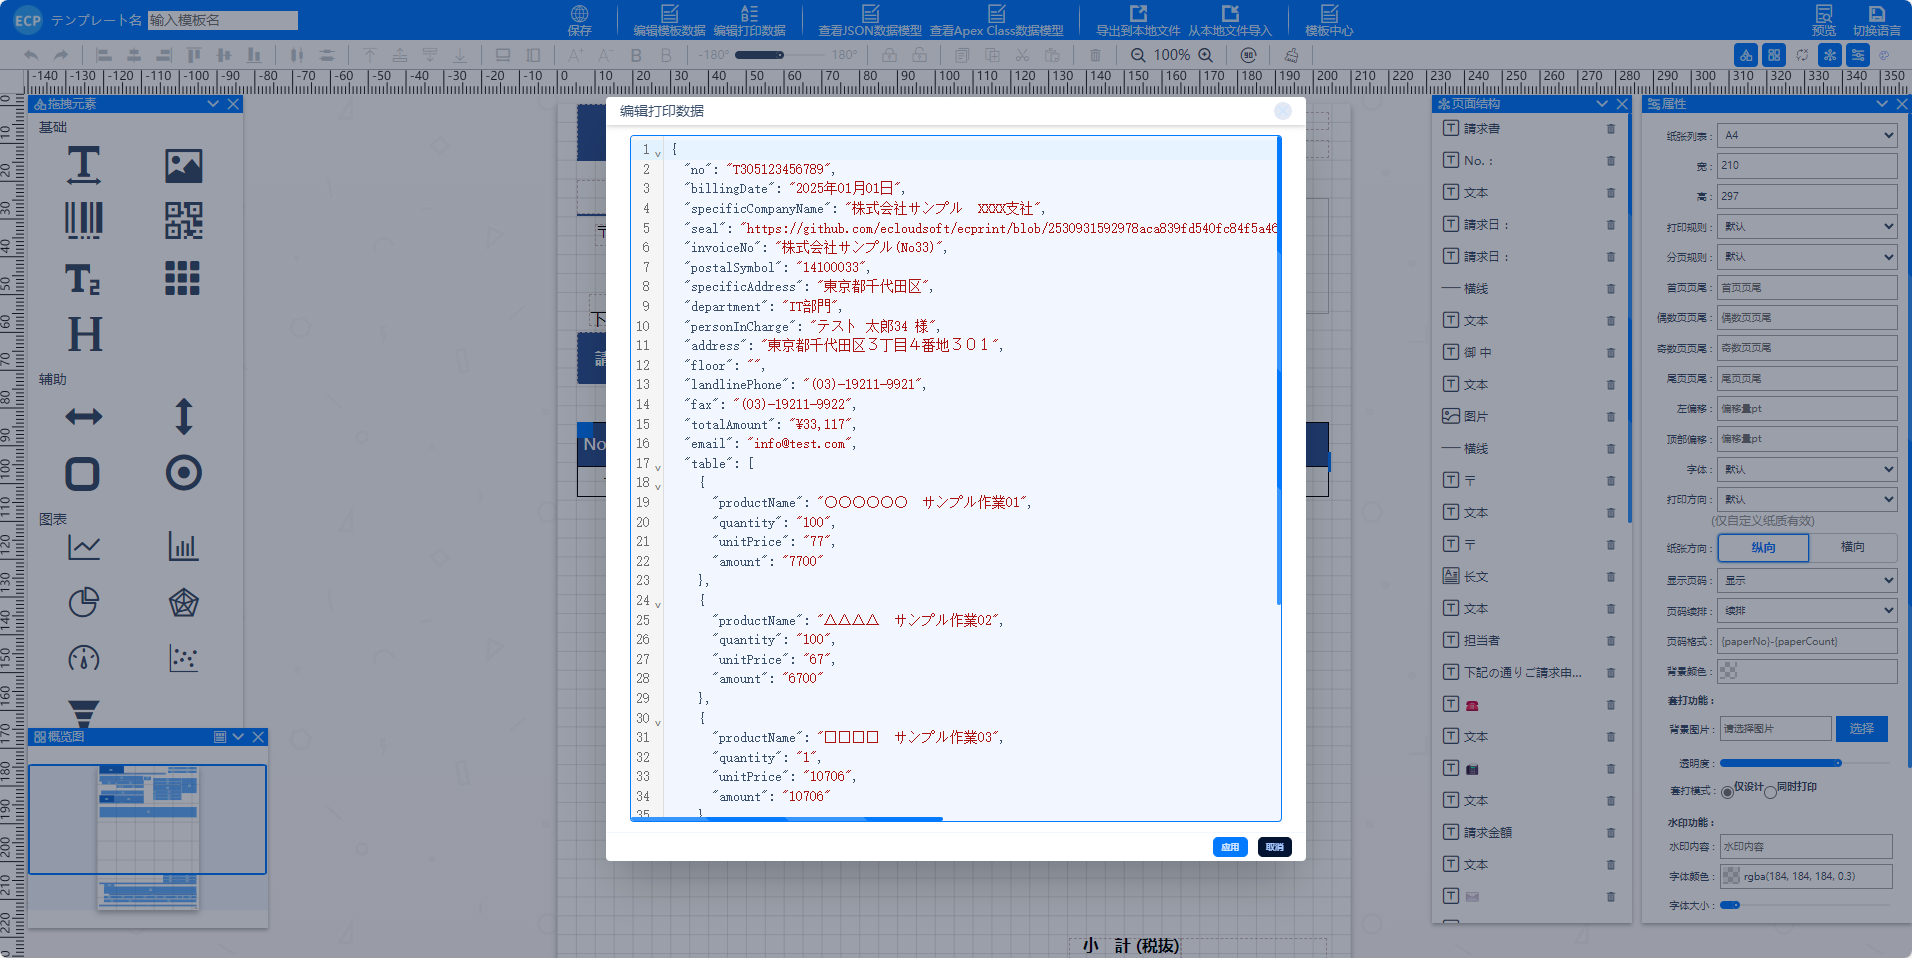 ECP テンプレート名 输入模板名 保存 编辑模板数据 编辑打印数据 查看JSON数据模型 查看Apex Class数据模型 导出到本地文件 从本地文件导入 模板中心 预览 切换语言
-180° 180° 100%
-140 -130 -120 -110 -100 -90 -80 -70 -60 -50 -40 -30 -20 -10 0 10 20 30 40 50 60 70 80 90 100 110 120 130 140 150 160 170 180 190 200 210 220 230 240 250 260 270 280 290 300 310 320 330 340 350
0
10
20
30
40
50
60
70
80
90
100
110
120
130
140
150
160
170
180
190
200
210
220
拖拽元素
基础
辅助
图表
概览图
No
小　計 (税抜)
编辑打印数据
1 {
2 "no": "T305123456789",
3 "billingDate": "2025年01月01日",
4 "specificCompanyName": "株式会社サンプル　XXXX支社",
5 "seal": "https://github.com/ecloudsoft/ecprint/blob/2530931592978aca839fd540fc84f5a46
6 "invoiceNo": "株式会社サンプル(No33)",
7 "postalSymbol": "14100033",
8 "specificAddress": "東京都千代田区",
9 "department": "IT部門",
10 "personInCharge": "テスト 太郎34 様",
11 "address": "東京都千代田区３丁目４番地３０１",
12 "floor": "",
13 "landlinePhone": "(03)-19211-9921",
14 "fax": "(03)-19211-9922",
15 "totalAmount": "¥33,117",
16 "email": "info@test.com",
17 "table": [
18 {
19 "productName": "〇〇〇〇〇〇　サンプル作業01",
20 "quantity": "100",
21 "unitPrice": "77",
22 "amount": "7700"
23 },
24 {
25 "productName": "△△△△　サンプル作業02",
26 "quantity": "100",
27 "unitPrice": "67",
28 "amount": "6700"
29 },
30 {
31 "productName": "□□□□　サンプル作業03",
32 "quantity": "1",
33 "unitPrice": "10706",
34 "amount": "10706"
35 }
应用 取消
页面结构
請求書
No.：
文本
請求日：
請求日：
横线
文本
御 中
文本
图片
横线
〒
文本
〒
长文
文本
担当者
下記の通りご請求申...
文本
文本
請求金額
文本
属性
纸张列表： A4
宽： 210
高： 297
打印规则： 默认
分页规则： 默认
首页页尾： 首页页尾
偶数页页尾： 偶数页页尾
奇数页页尾： 奇数页页尾
尾页页尾： 尾页页尾
左偏移： 偏移量pt
顶部偏移： 偏移量pt
字体： 默认
打印方向： 默认
(仅自定义纸质有效)
纸张方向： 纵向 横向
显示页码： 显示
页码续排： 续排
页码格式： {paperNo}-{paperCount}
背景颜色：
套打功能：
背景图片： 请选择图片 选择
透明度：
套打模式： 仅设计 同时打印
水印功能：
水印内容： 水印内容
字体颜色： rgba(184, 184, 184, 0.3)
字体大小：